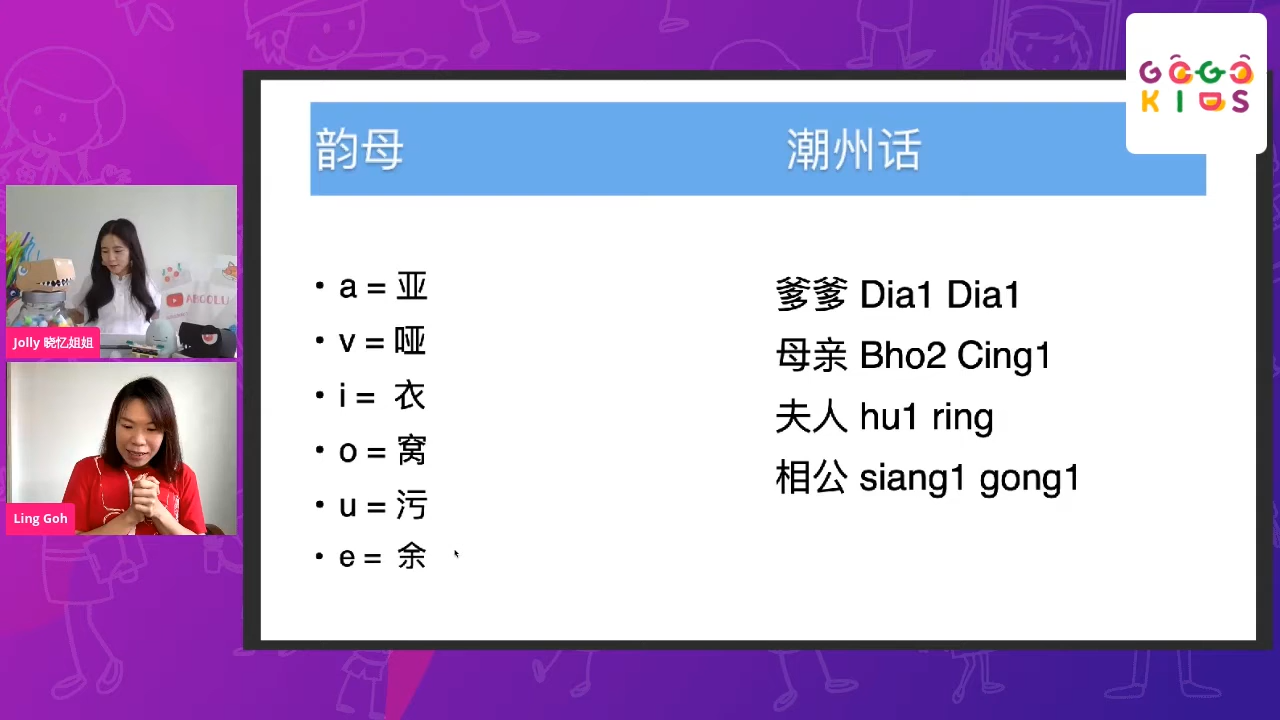 GOGO
KIDS
韵母
潮州话
• a = 亚
• v = 哑
• i = 衣
• o = 窝
• u = 污
• e = 余
爹爹 Dia1 Dia1
母亲 Bho2 Cing1
夫人 hu1 ring
相公 siang1 gong1
ABGOLU
Jolly 晓忆姐姐
Ling Goh